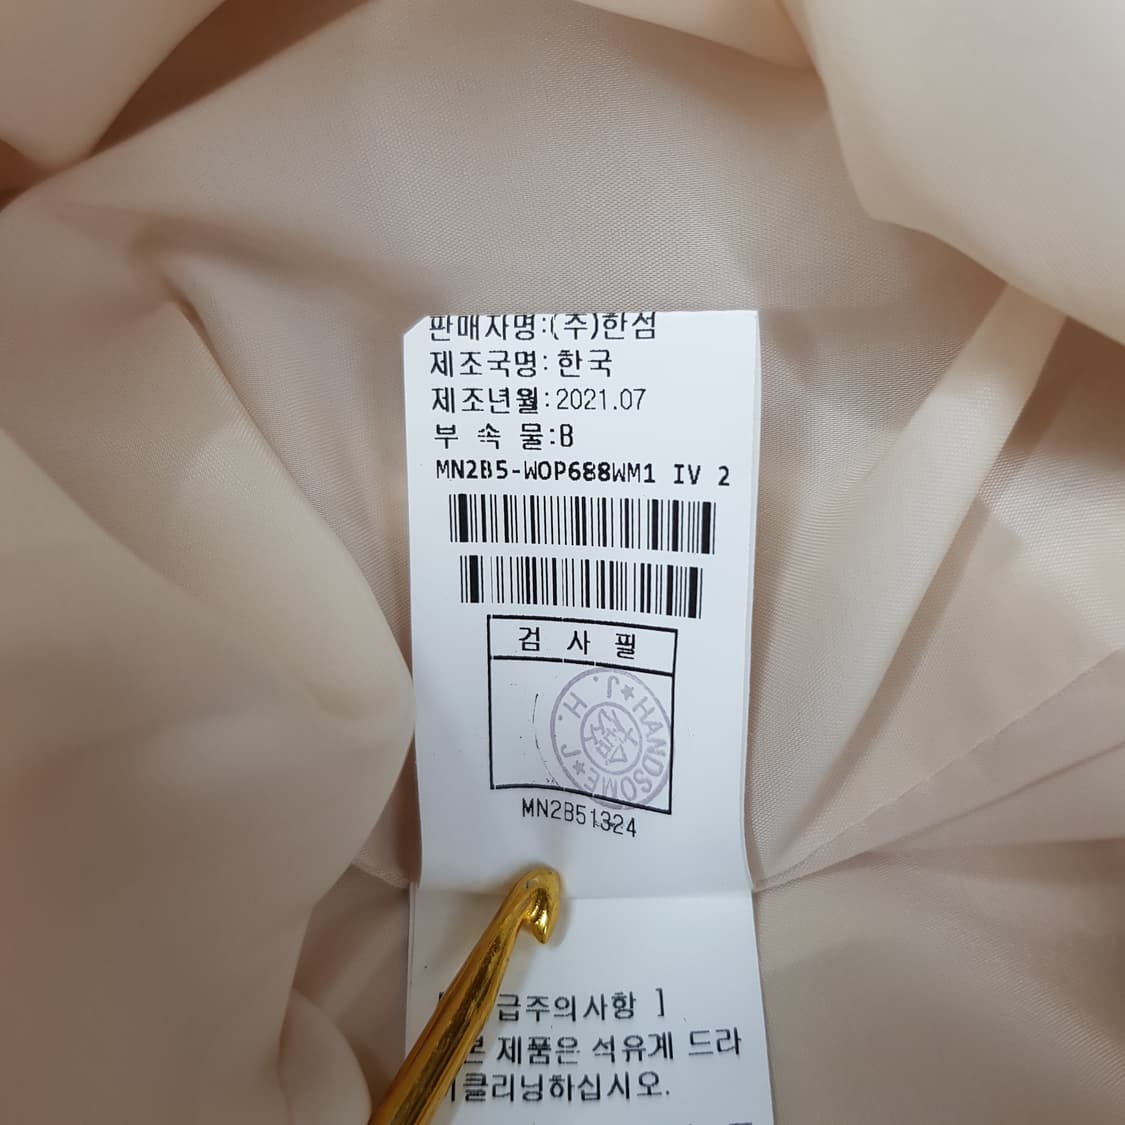 판매자명:(주)한섬
제조국명: 한국
제조년월:2021.07
부 속 물:B
MN2B5-WOP688WM1 IV 2
검 사 필
J.H. ★HANDSOME★J.
MN2B51324
급주의사항 ]
제품은 석유계 드라
클리닝하십시오.